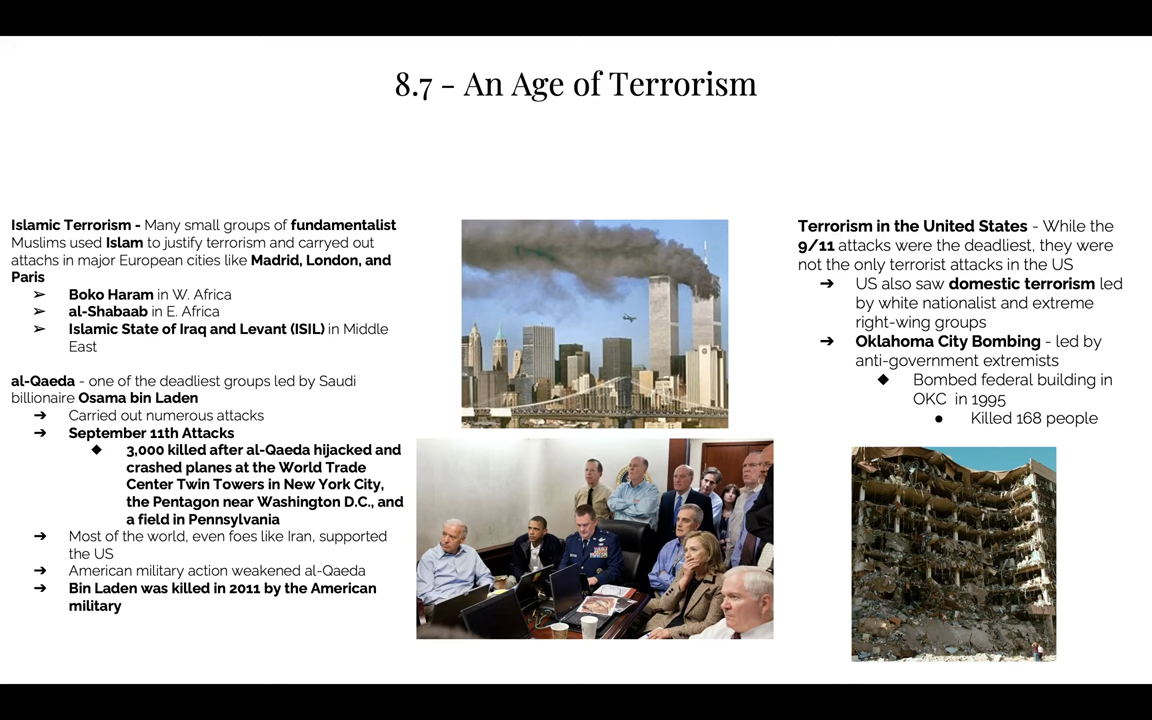 8.7 - An Age of Terrorism
Islamic Terrorism - Many small groups of fundamentalist
Muslims used Islam to justify terrorism and carryed out
attachs in major European cities like Madrid, London, and
Paris
➢ Boko Haram in W. Africa
➢ al-Shabaab in E. Africa
➢ Islamic State of Iraq and Levant (ISIL) in Middle
East
al-Qaeda - one of the deadliest groups led by Saudi
billionaire Osama bin Laden
➔ Carried out numerous attacks
➔ September 11th Attacks
◆ 3,000 killed after al-Qaeda hijacked and
crashed planes at the World Trade
Center Twin Towers in New York City,
the Pentagon near Washington D.C., and
a field in Pennsylvania
➔ Most of the world, even foes like Iran, supported
the US
➔ American military action weakened al-Qaeda
➔ Bin Laden was killed in 2011 by the American
military
Terrorism in the United States - While the
9/11 attacks were the deadliest, they were
not the only terrorist attacks in the US
➔ US also saw domestic terrorism led
by white nationalist and extreme
right-wing groups
➔ Oklahoma City Bombing - led by
anti-government extremists
◆ Bombed federal building in
OKC in 1995
● Killed 168 people